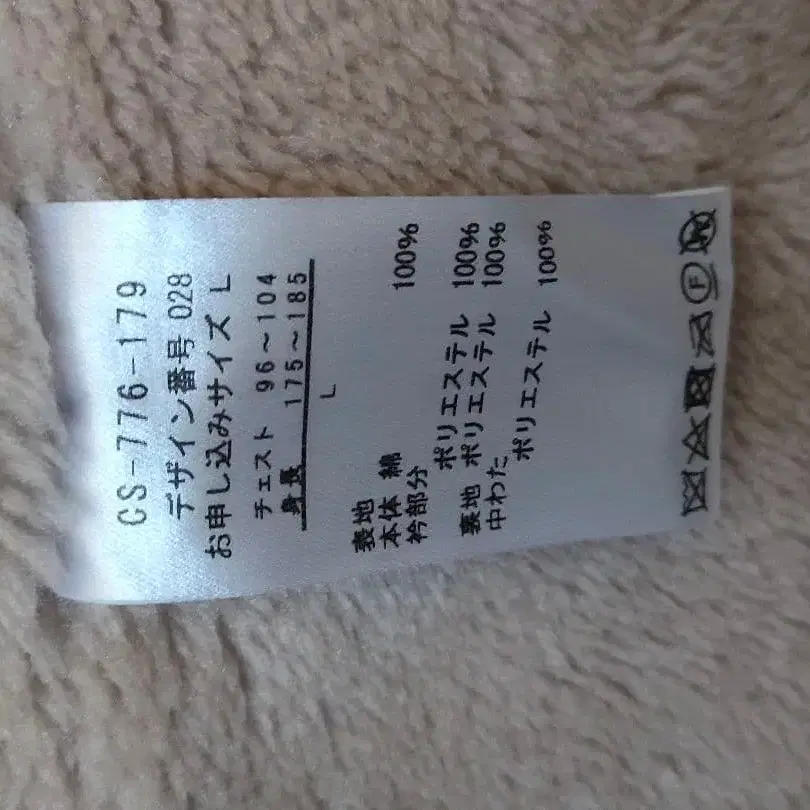 CS-776-179
デザイン番号 028
お申し込みサイズ L
チェスト 96～104
身長 175～185
L
表地
本体 綿 100%
衿部分
ポリエステル 100%
裏地 ポリエステル 100%
中わた
ポリエステル 100%
F
W